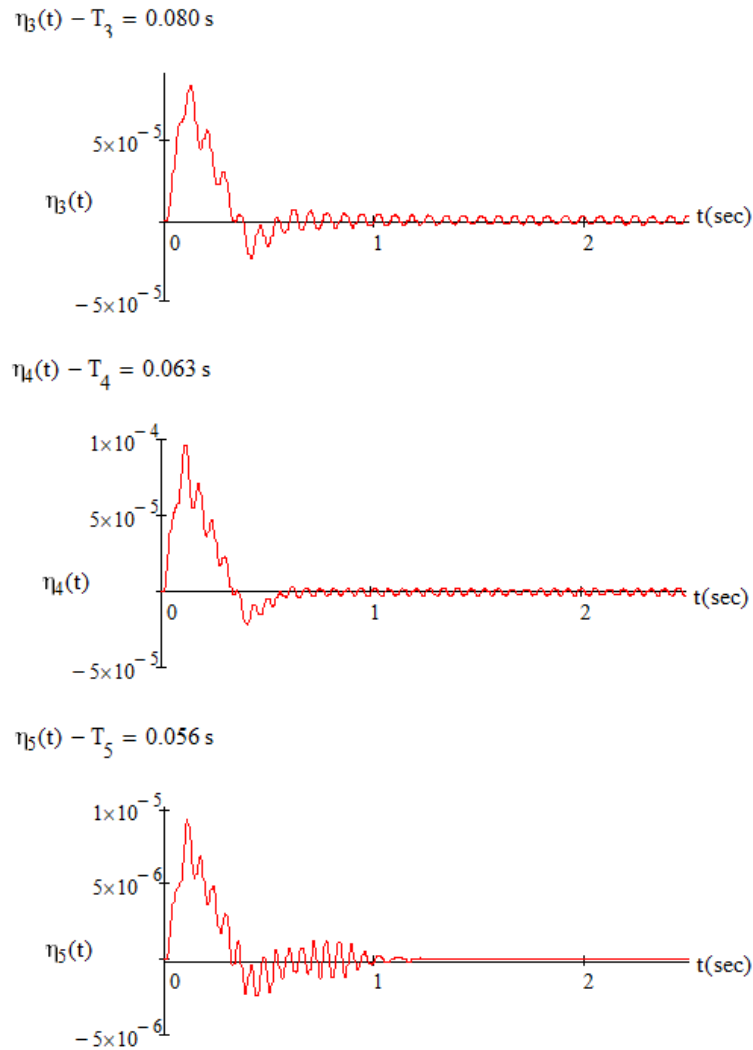 η₃(t) − T₃ = 0.080 s
5×10⁻⁵
η₃(t)
t(sec)
0 1 2
−5×10⁻⁵
η₄(t) − T₄ = 0.063 s
1×10⁻⁴
5×10⁻⁵
η₄(t)
t(sec)
0 1 2
−5×10⁻⁵
η₅(t) − T₅ = 0.056 s
1×10⁻⁵
5×10⁻⁶
η₅(t)
t(sec)
0 1 2
−5×10⁻⁶